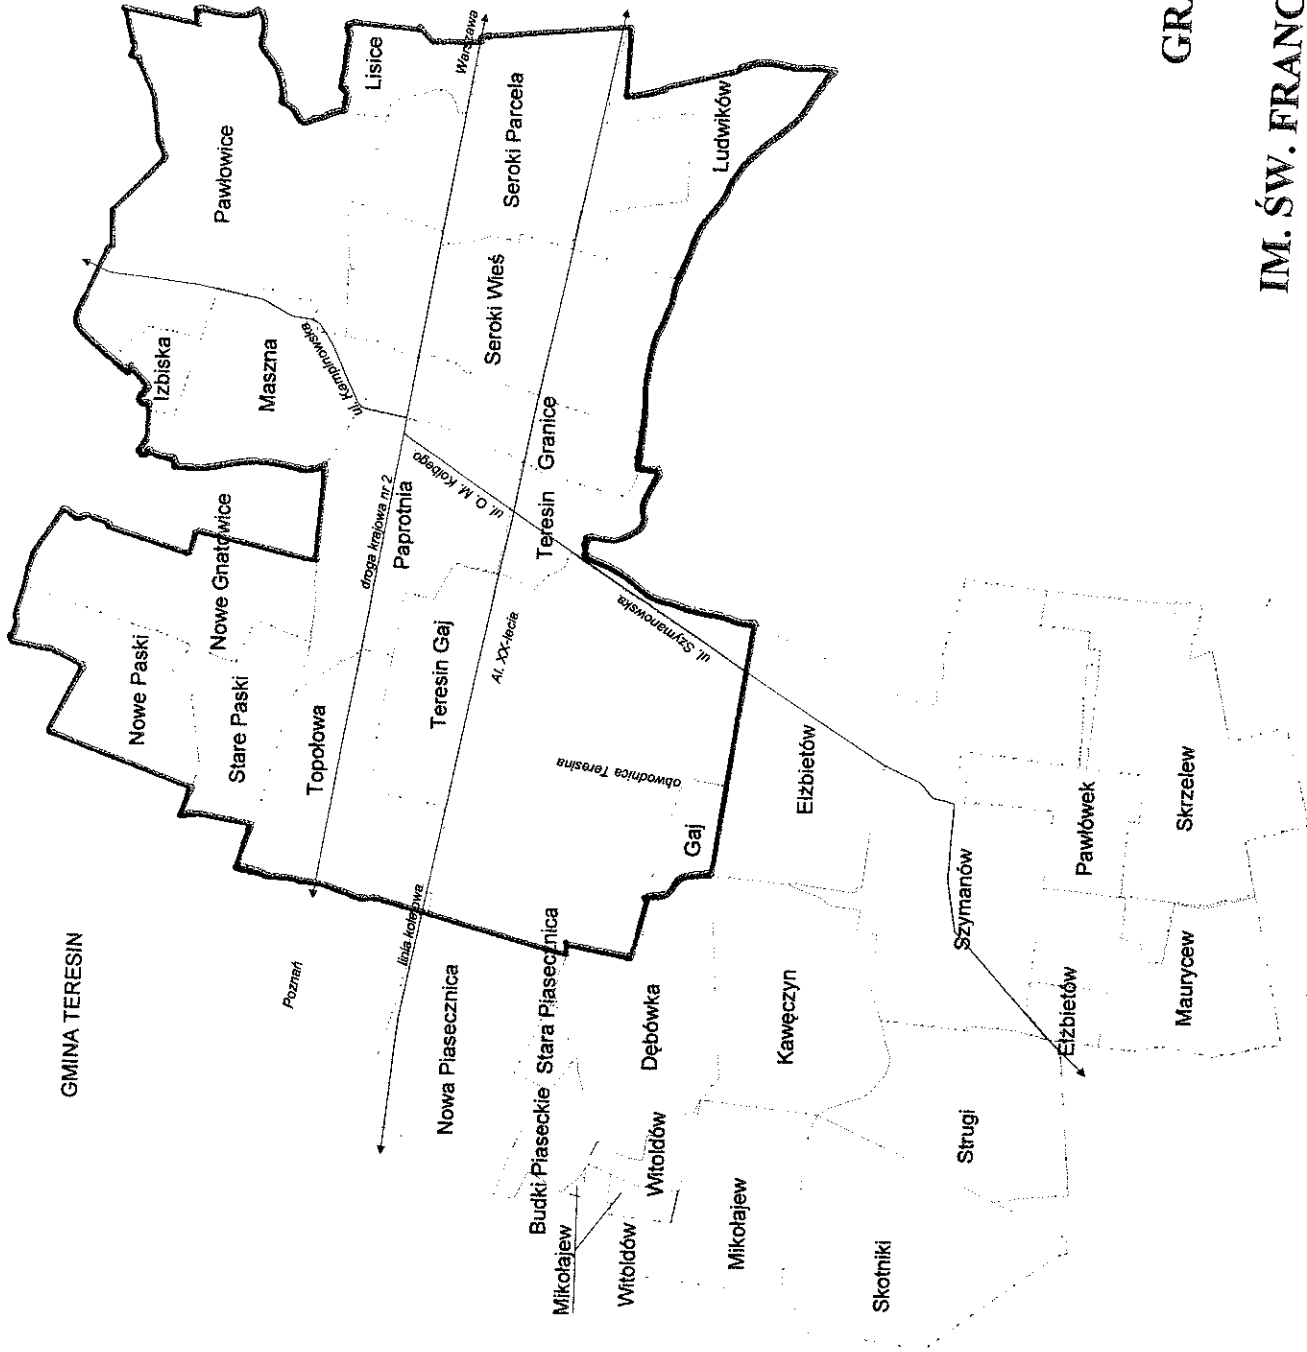 GMINA TERESIN
Nowe Paski
Izbiska
Nowe Gnatowice
Pawłowice
Stare Paski
Maszna
Poznań
Topołowa
ul. Kampinowska
Lisice
droga krajowa nr 2
Paprotnia
linia kolejowa
Teresin Gaj
Nowa Piasecznica
ul. O. M. Kolbego
Warszawa
Seroki Wieś
Al. XX-lecia
Seroki Parcela
Teresin Granice
Budki Piaseckie Stara Piasecznica
Mikołajew
obwodnica Teresina
Witoldów
ul. Szymanowska
Dębówka
Witoldów
Gaj
Ludwików
Mikołajew
Kawęczyn
Elżbietów
Skotniki
Szymanów
Strugi
Elżbietów
Pawłówek
Maurycew
Skrzelew
GRA
IM. ŚW. FRANC